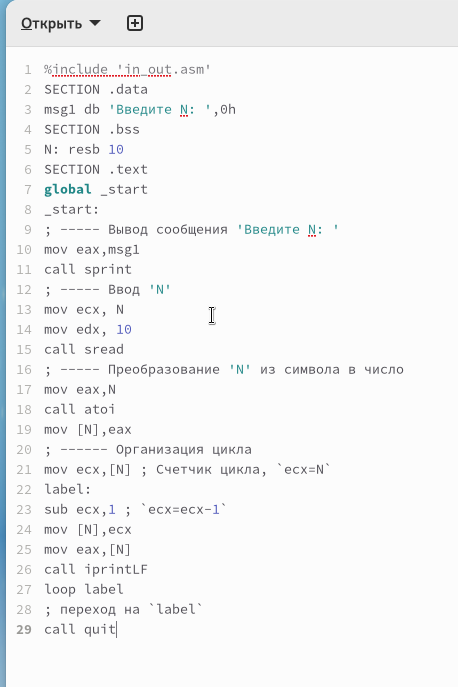 Открыть
1 %include 'in_out.asm'
2 SECTION .data
3 msg1 db 'Введите N: ',0h
4 SECTION .bss
5 N: resb 10
6 SECTION .text
7 global _start
8 _start:
9 ; ----- Вывод сообщения 'Введите N: '
10 mov eax,msg1
11 call sprint
12 ; ----- Ввод 'N'
13 mov ecx, N
14 mov edx, 10
15 call sread
16 ; ----- Преобразование 'N' из символа в число
17 mov eax,N
18 call atoi
19 mov [N],eax
20 ; ------ Организация цикла
21 mov ecx,[N] ; Счетчик цикла, `ecx=N`
22 label:
23 sub ecx,1 ; `ecx=ecx-1`
24 mov [N],ecx
25 mov eax,[N]
26 call iprintLF
27 loop label
28 ; переход на `label`
29 call quit